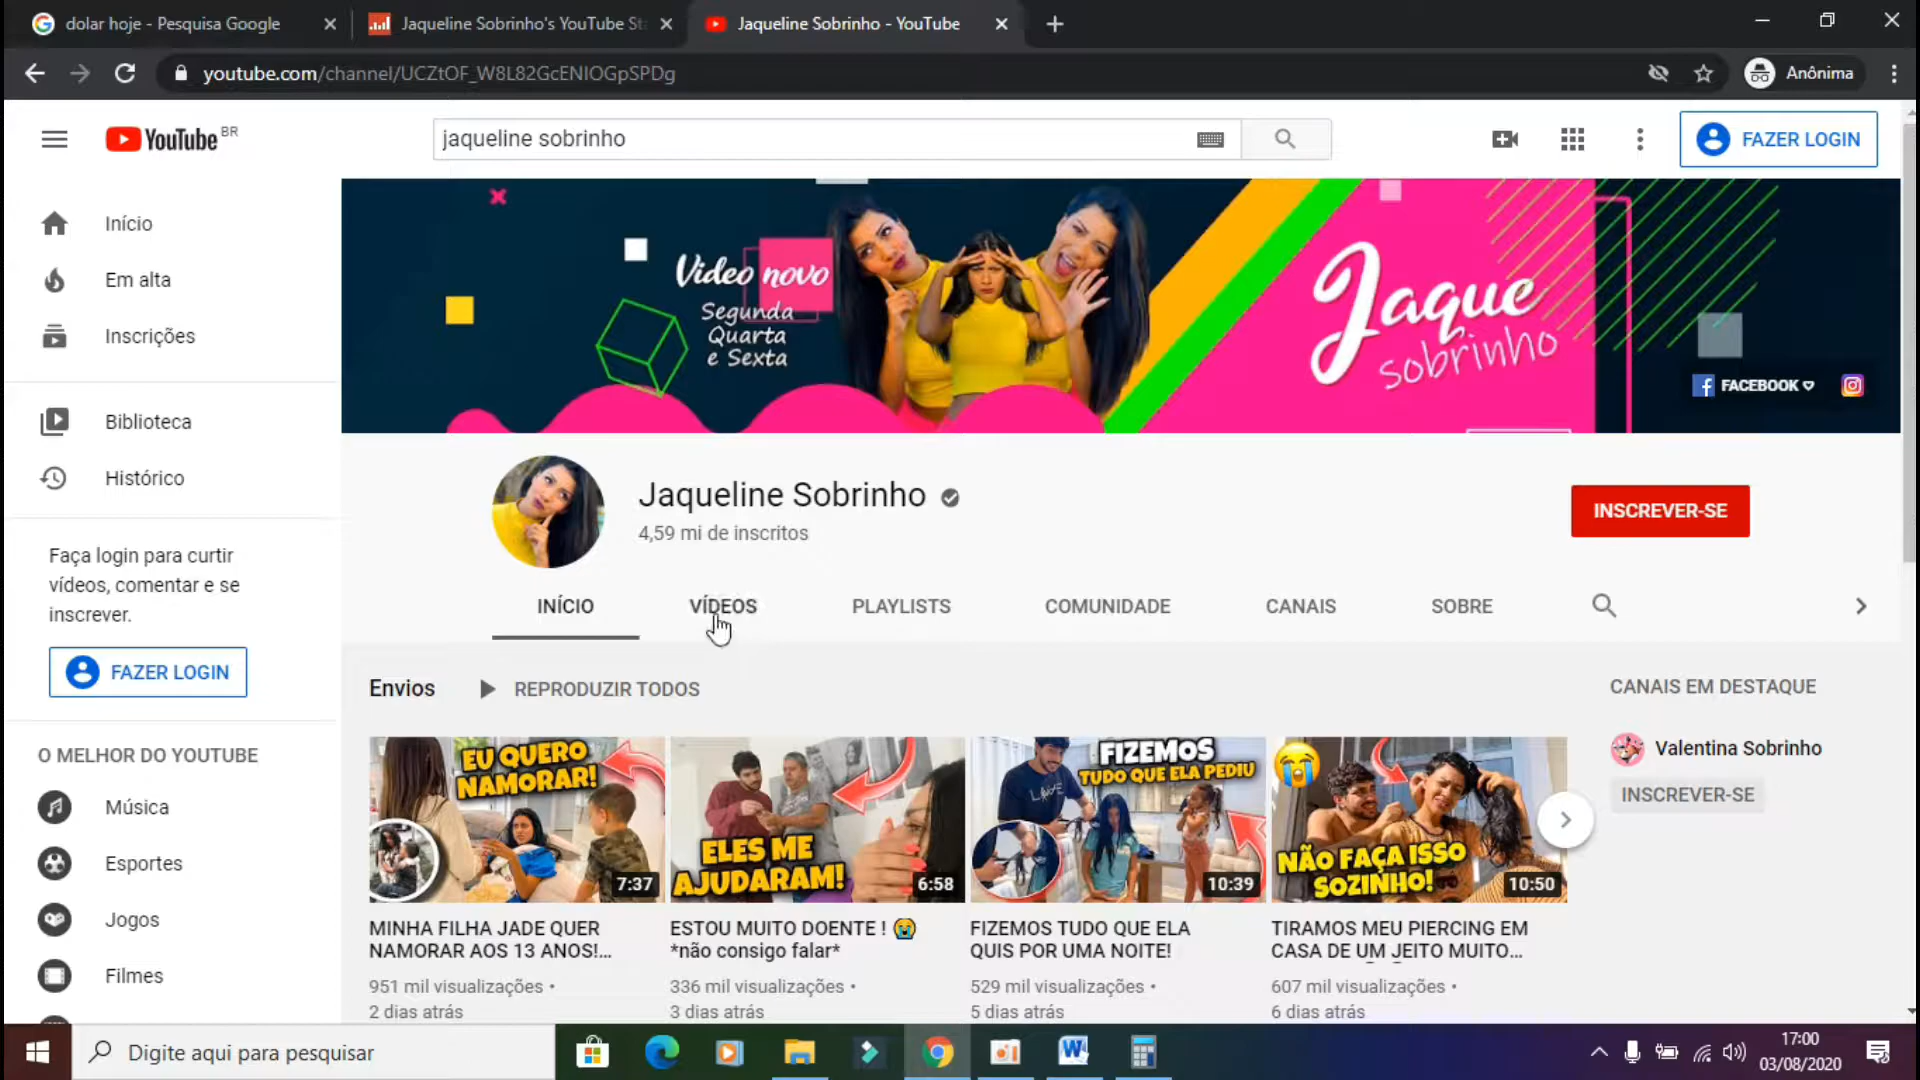 dolar hoje - Pesquisa Google
Jaqueline Sobrinho's YouTube St
Jaqueline Sobrinho - YouTube
youtube.com/channel/UCZtOF_W8L82GcENIOGpSPDg
Anônima
YouTube BR
jaqueline sobrinho
FAZER LOGIN
Início
Em alta
Inscrições
Biblioteca
Histórico
Faça login para curtir
vídeos, comentar e se
inscrever.
FAZER LOGIN
O MELHOR DO YOUTUBE
Música
Esportes
Jogos
Filmes
Video novo
Segunda
Quarta
e Sexta
Jaque
sobrinho
FACEBOOK
Jaqueline Sobrinho
4,59 mi de inscritos
INSCREVER-SE
INÍCIO
VÍDEOS
PLAYLISTS
COMUNIDADE
CANAIS
SOBRE
Envios
REPRODUZIR TODOS
EU QUERO
NAMORAR!
7:37
MINHA FILHA JADE QUER
NAMORAR AOS 13 ANOS!...
951 mil visualizações •
2 dias atrás
ELES ME
AJUDARAM!
6:58
ESTOU MUITO DOENTE ! 😭
*não consigo falar*
336 mil visualizações •
3 dias atrás
FIZEMOS
TUDO QUE ELA PEDIU
10:39
FIZEMOS TUDO QUE ELA
QUIS POR UMA NOITE!
529 mil visualizações •
5 dias atrás
NÃO FAÇA ISSO
SOZINHO!
10:50
TIRAMOS MEU PIERCING EM
CASA DE UM JEITO MUITO...
607 mil visualizações •
6 dias atrás
CANAIS EM DESTAQUE
Valentina Sobrinho
INSCREVER-SE
Digite aqui para pesquisar
17:00
03/08/2020